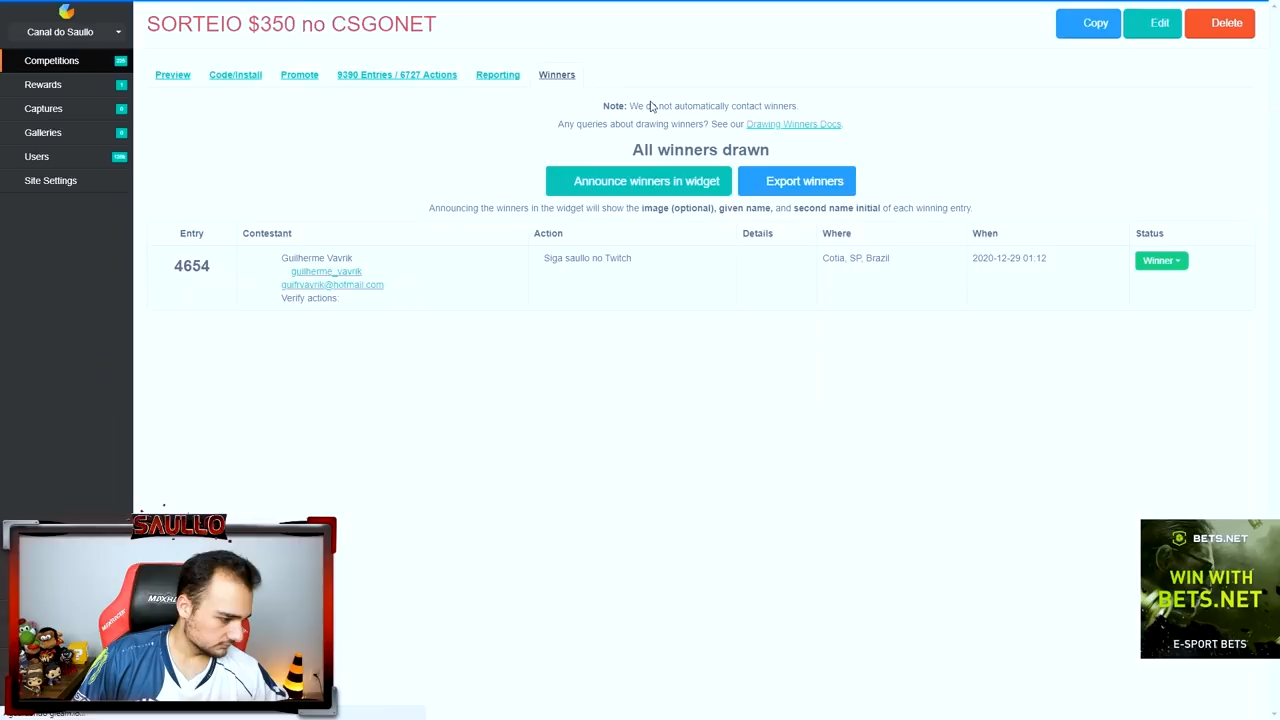 Canal do Saullo
SORTEIO $350 no CSGONET
Copy
Edit
Delete
Competitions
Rewards
1
Captures
6
Galleries
0
Users
Site Settings
Preview
Code/Install
Promote
9390 Entries / 6727 Actions
Reporting
Winners
Note: We do not automatically contact winners.
Any queries about drawing winners? See our Drawing Winners Docs.
All winners drawn
Announce winners in widget
Export winners
Announcing the winners in the widget will show the image (optional), given name, and second name initial of each winning entry.
Entry Contestant Action Details Where When Status
4654 Guilherme Vavrik Siga saullo no Twitch Cotia, SP, Brazil 2020-12-29 01:12 Winner
guilherme_vavrik
guifrvavrik@hotmail.com
Verify actions:
SAULLO
BETS.NET
WIN WITH
BETS.NET
E-SPORT BETS